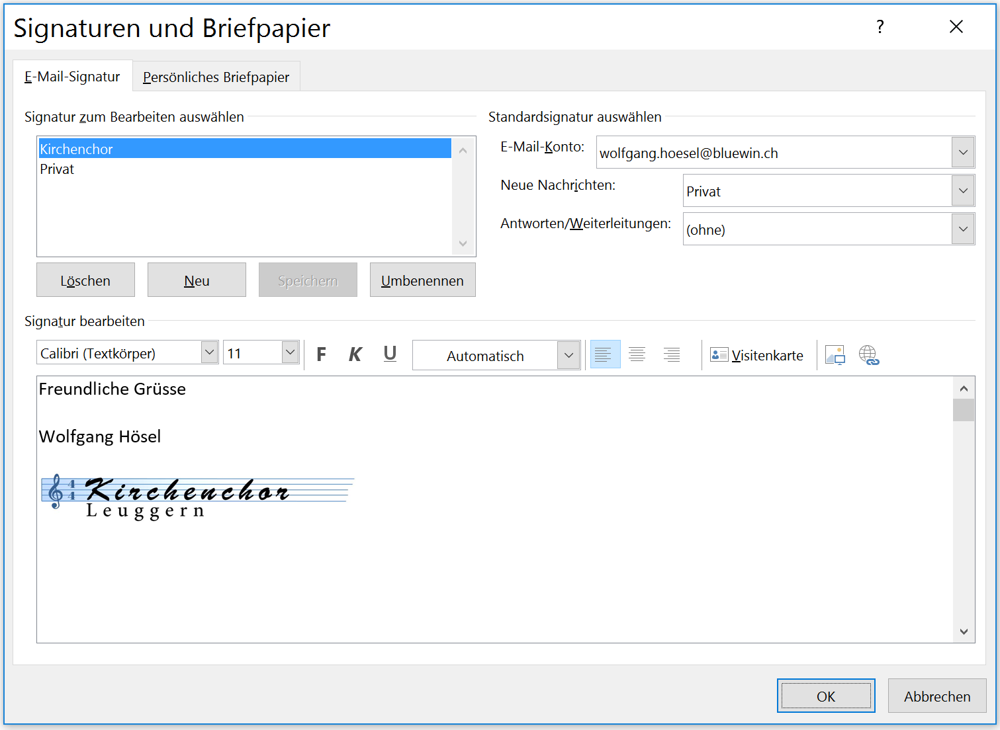 Signaturen und Briefpapier
?
E-Mail-Signatur
Persönliches Briefpapier
Signatur zum Bearbeiten auswählen
Kirchenchor
Privat
Löschen
Neu
Speichern
Umbenennen
Standardsignatur auswählen
E-Mail-Konto:
wolfgang.hoesel@bluewin.ch
Neue Nachrichten:
Privat
Antworten/Weiterleitungen:
(ohne)
Signatur bearbeiten
Calibri (Textkörper)
11
F
K
U
Automatisch
Visitenkarte
Freundliche Grüsse
Wolfgang Hösel
4
4
Kirchenchor
Leuggern
OK
Abbrechen